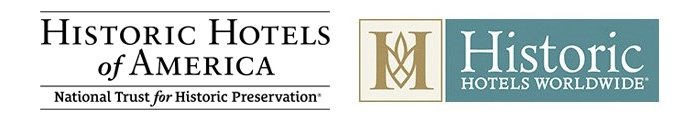 HISTORIC HOTELS
of AMERICA
National Trust for Historic Preservation®
H
Historic
HOTELS WORLDWIDE®